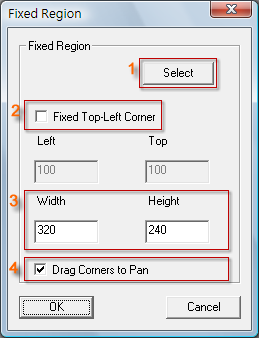 Fixed Region
Fixed Region
1 Select
2 Fixed Top-Left Corner
Left Top
100 100
3 Width Height
320 240
4 Drag Corners to Pan
OK Cancel